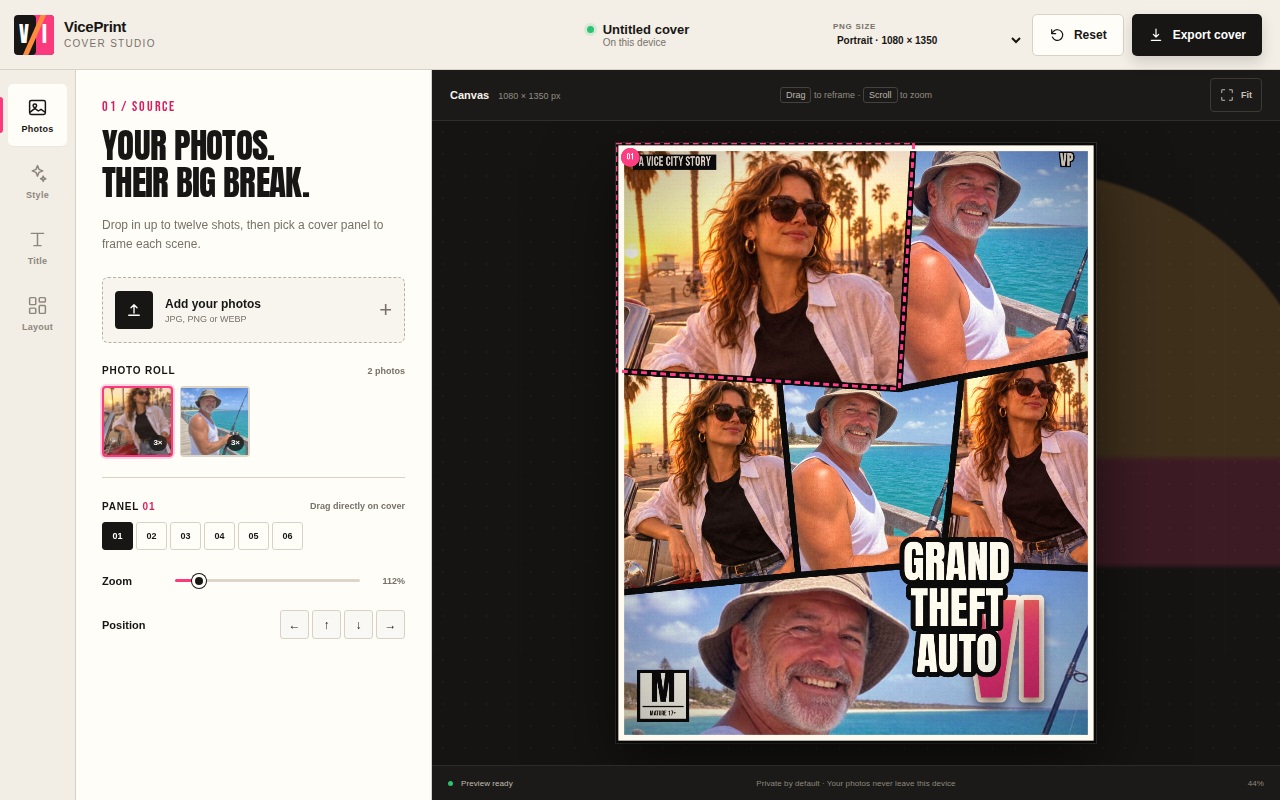 VI
VicePrint
COVER STUDIO
Untitled cover
On this device
PNG SIZE
Portrait · 1080 × 1350
Reset
Export cover
Photos
Style
Title
Layout
01 / SOURCE
YOUR PHOTOS.
THEIR BIG BREAK.
Drop in up to twelve shots, then pick a cover panel to
frame each scene.
Add your photos
JPG, PNG or WEBP
PHOTO ROLL
2 photos
3×
3×
PANEL 01
Drag directly on cover
01 02 03 04 05 06
Zoom
112%
Position
← ↑ ↓ →
Canvas 1080 × 1350 px
Drag to reframe · Scroll to zoom
Fit
01
A VICE CITY STORY
VP
GRAND
THEFT
AUTO
VI
M
MATURE 17+
Preview ready
Private by default · Your photos never leave this device
44%